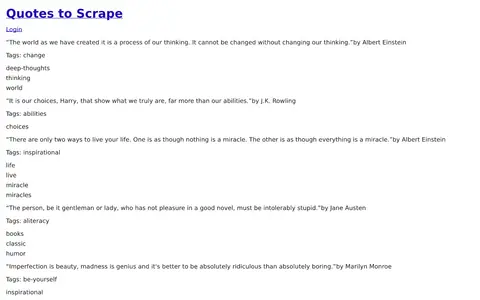 Quotes to Scrape
Login
“The world as we have created it is a process of our thinking. It cannot be changed without changing our thinking.”by Albert Einstein
Tags: change
deep-thoughts
thinking
world
“It is our choices, Harry, that show what we truly are, far more than our abilities.”by J.K. Rowling
Tags: abilities
choices
“There are only two ways to live your life. One is as though nothing is a miracle. The other is as though everything is a miracle.”by Albert Einstein
Tags: inspirational
life
live
miracle
miracles
“The person, be it gentleman or lady, who has not pleasure in a good novel, must be intolerably stupid.”by Jane Austen
Tags: aliteracy
books
classic
humor
“Imperfection is beauty, madness is genius and it's better to be absolutely ridiculous than absolutely boring.”by Marilyn Monroe
Tags: be-yourself
inspirational